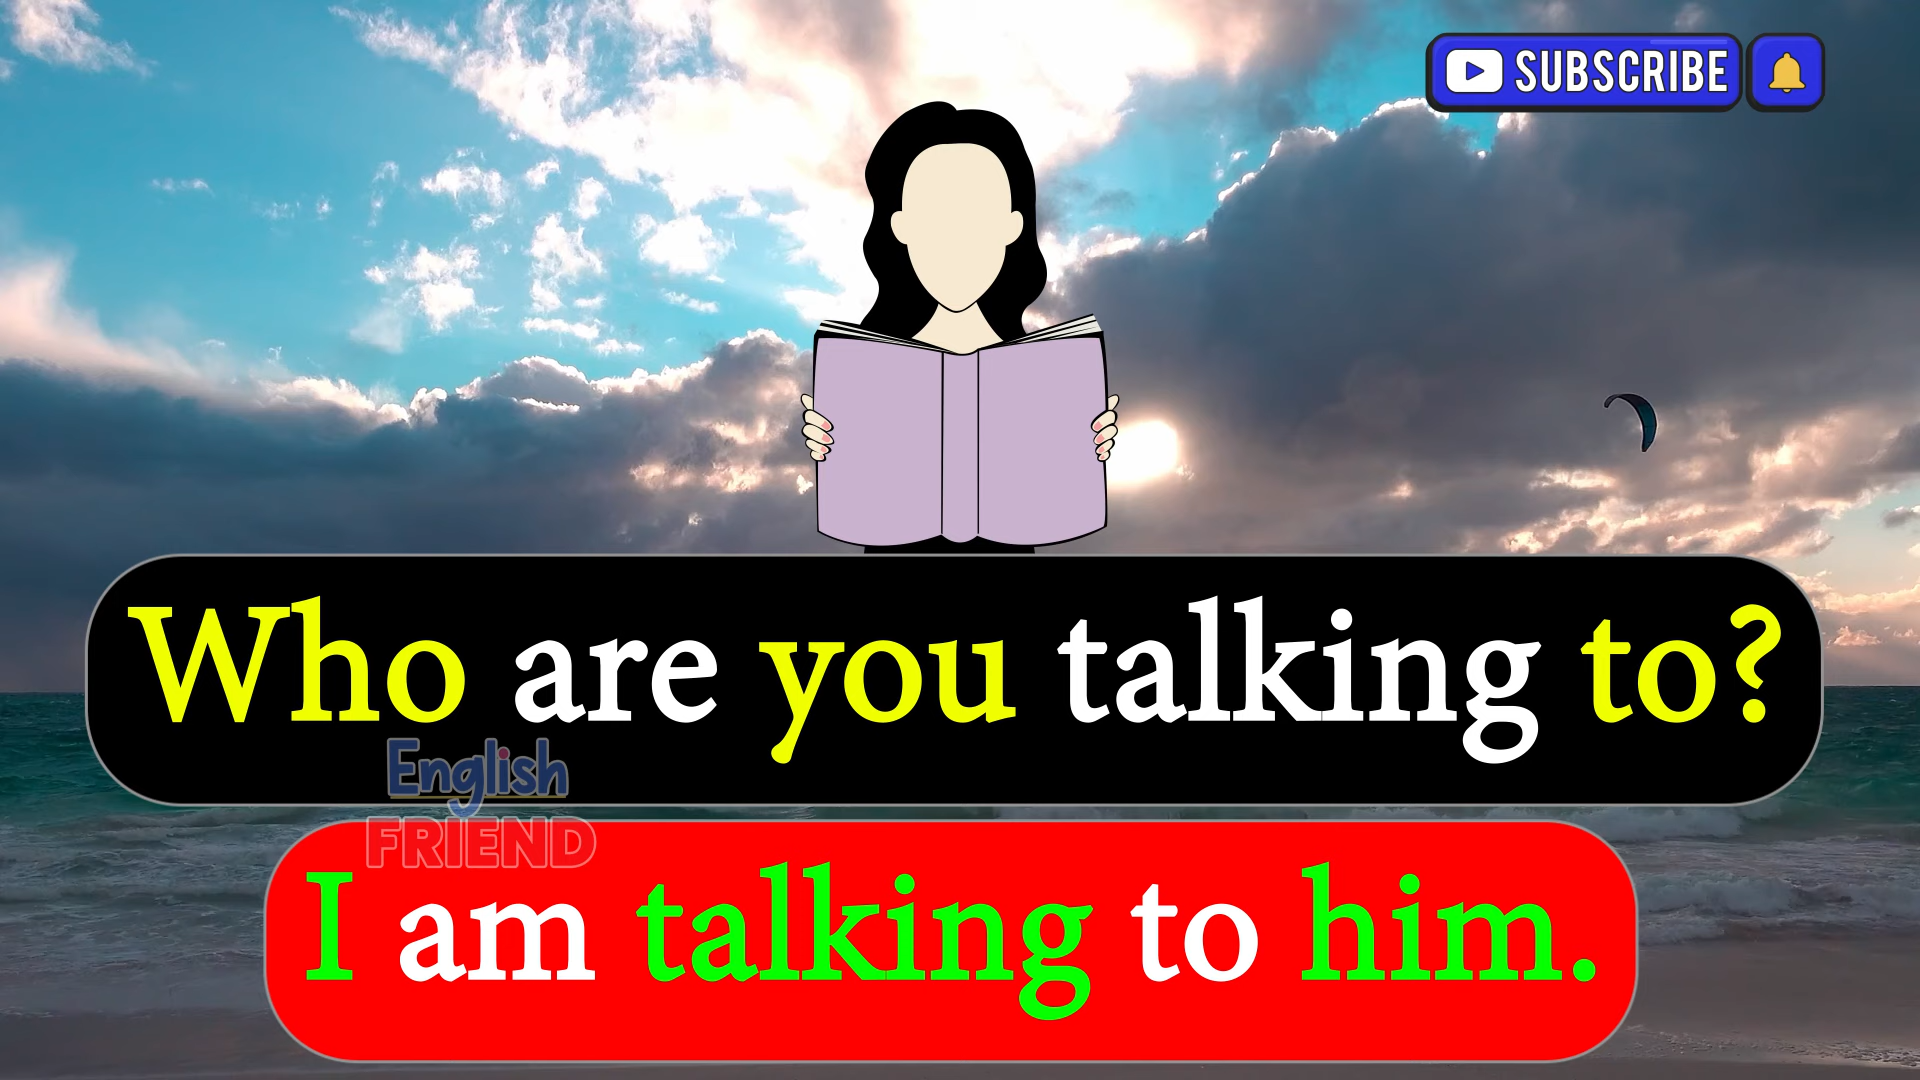 SUBSCRIBE
Who are you talking to?
English
FRIEND
I am talking to him.